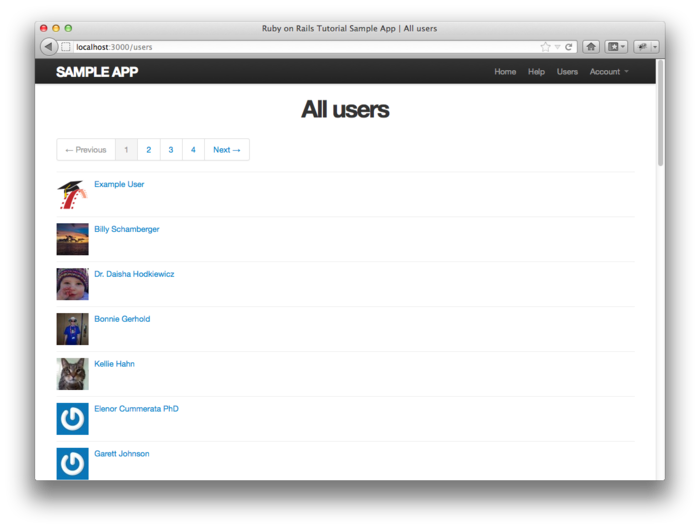 Ruby on Rails Tutorial Sample App | All users
localhost:3000/users
SAMPLE APP Home Help Users Account
All users
← Previous 1 2 3 4 Next →
Example User
Billy Schamberger
Dr. Daisha Hodkiewicz
Bonnie Gerhold
Kellie Hahn
Elenor Cummerata PhD
Garett Johnson